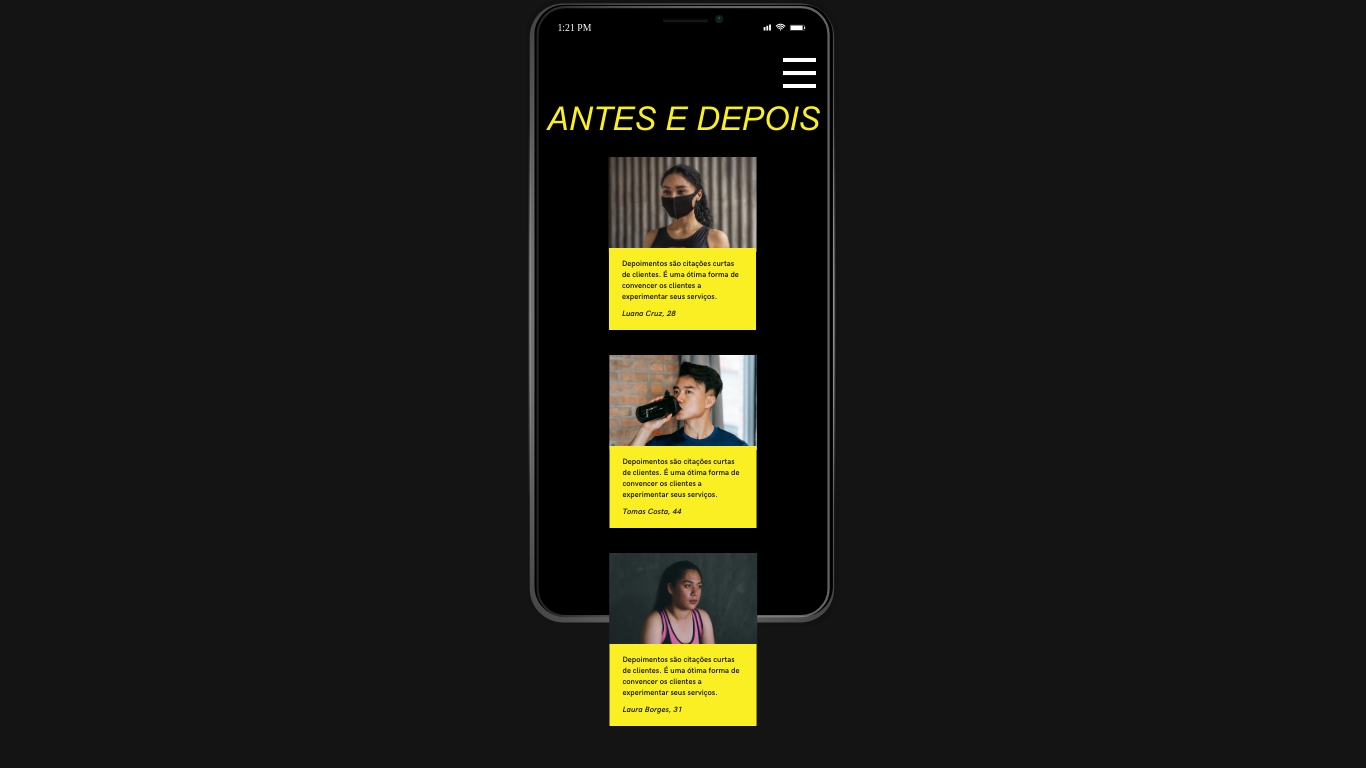 1:21 PM
ANTES E DEPOIS
Depoimentos são citações curtas
de clientes. É uma ótima forma de
convencer os clientes a
experimentar seus serviços.
Luana Cruz, 28
Depoimentos são citações curtas
de clientes. É uma ótima forma de
convencer os clientes a
experimentar seus serviços.
Tomas Costa, 44
Depoimentos são citações curtas
de clientes. É uma ótima forma de
convencer os clientes a
experimentar seus serviços.
Laura Borges, 31